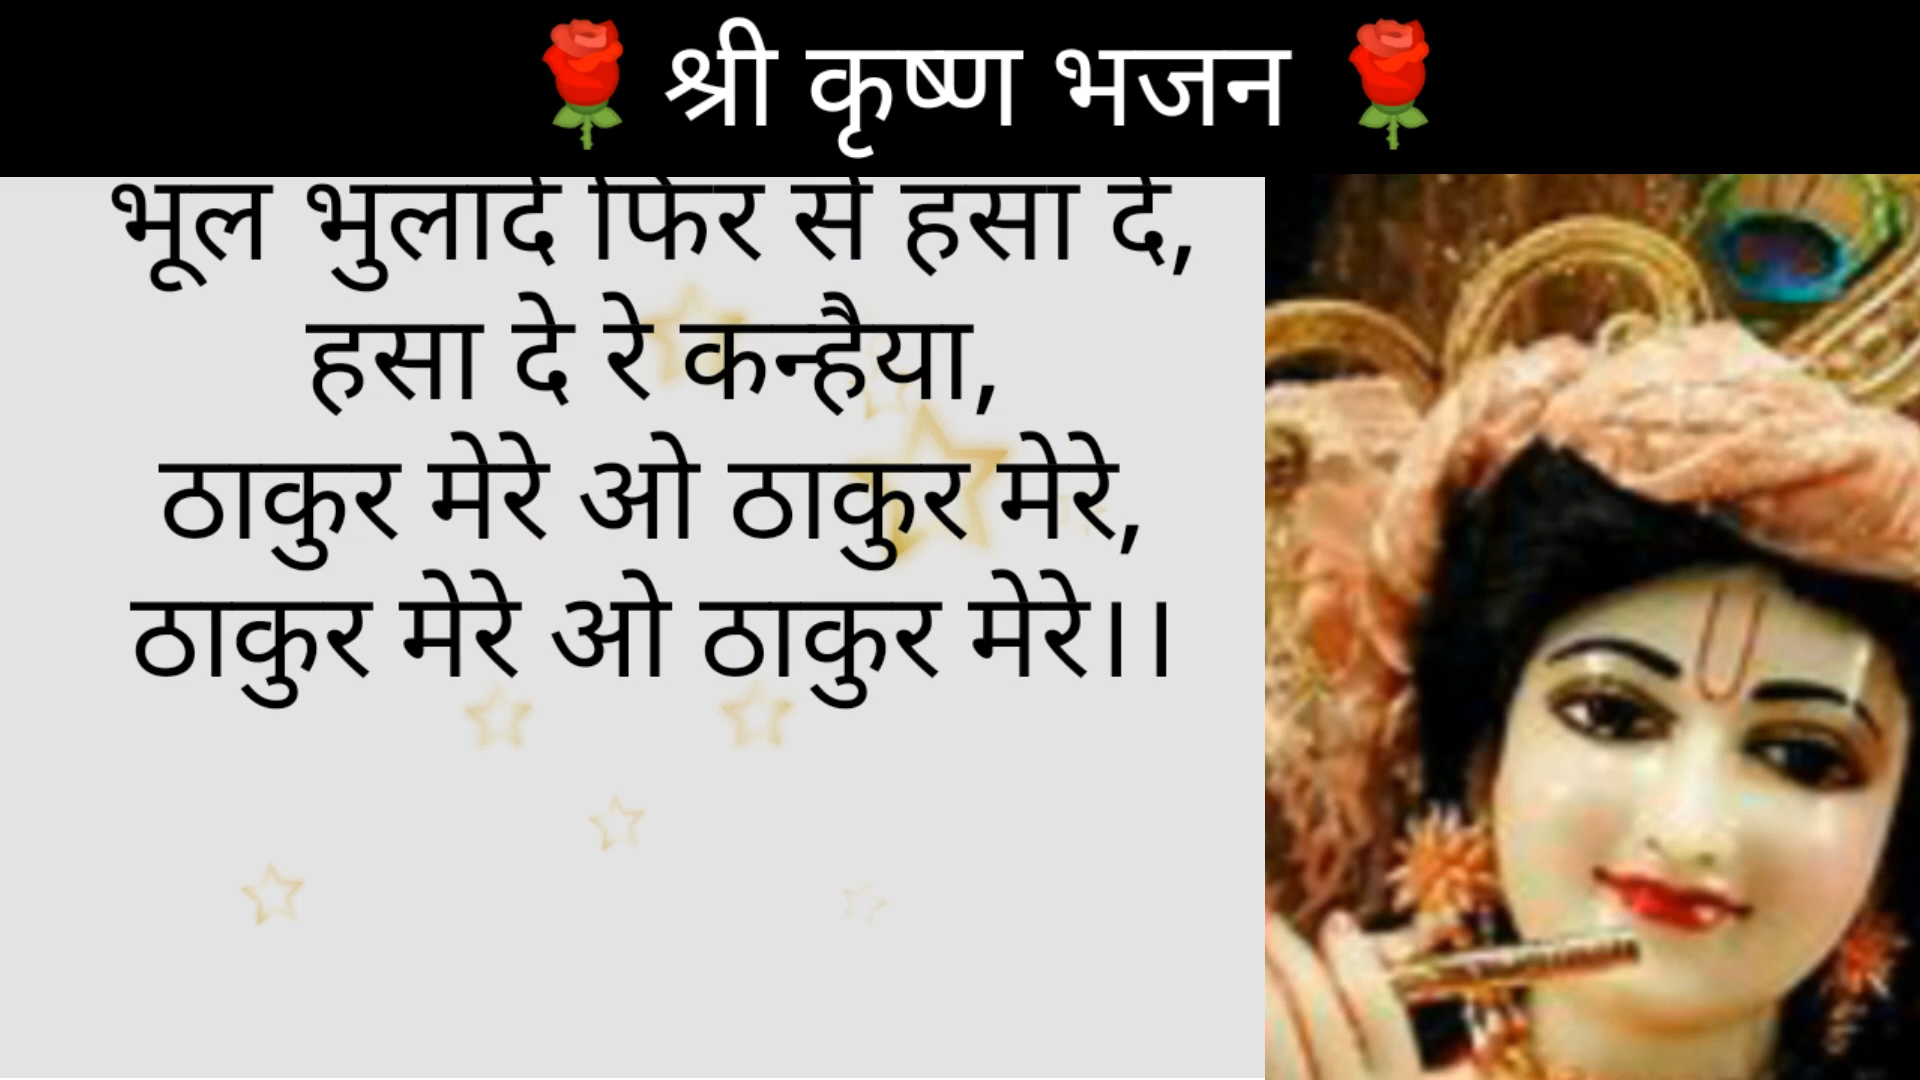 🌹 श्री कृष्ण भजन 🌹
भूल भुलादे फिर से हसा दे,
हसा दे रे कन्हैया,
ठाकुर मेरे ओ ठाकुर मेरे,
ठाकुर मेरे ओ ठाकुर मेरे।।